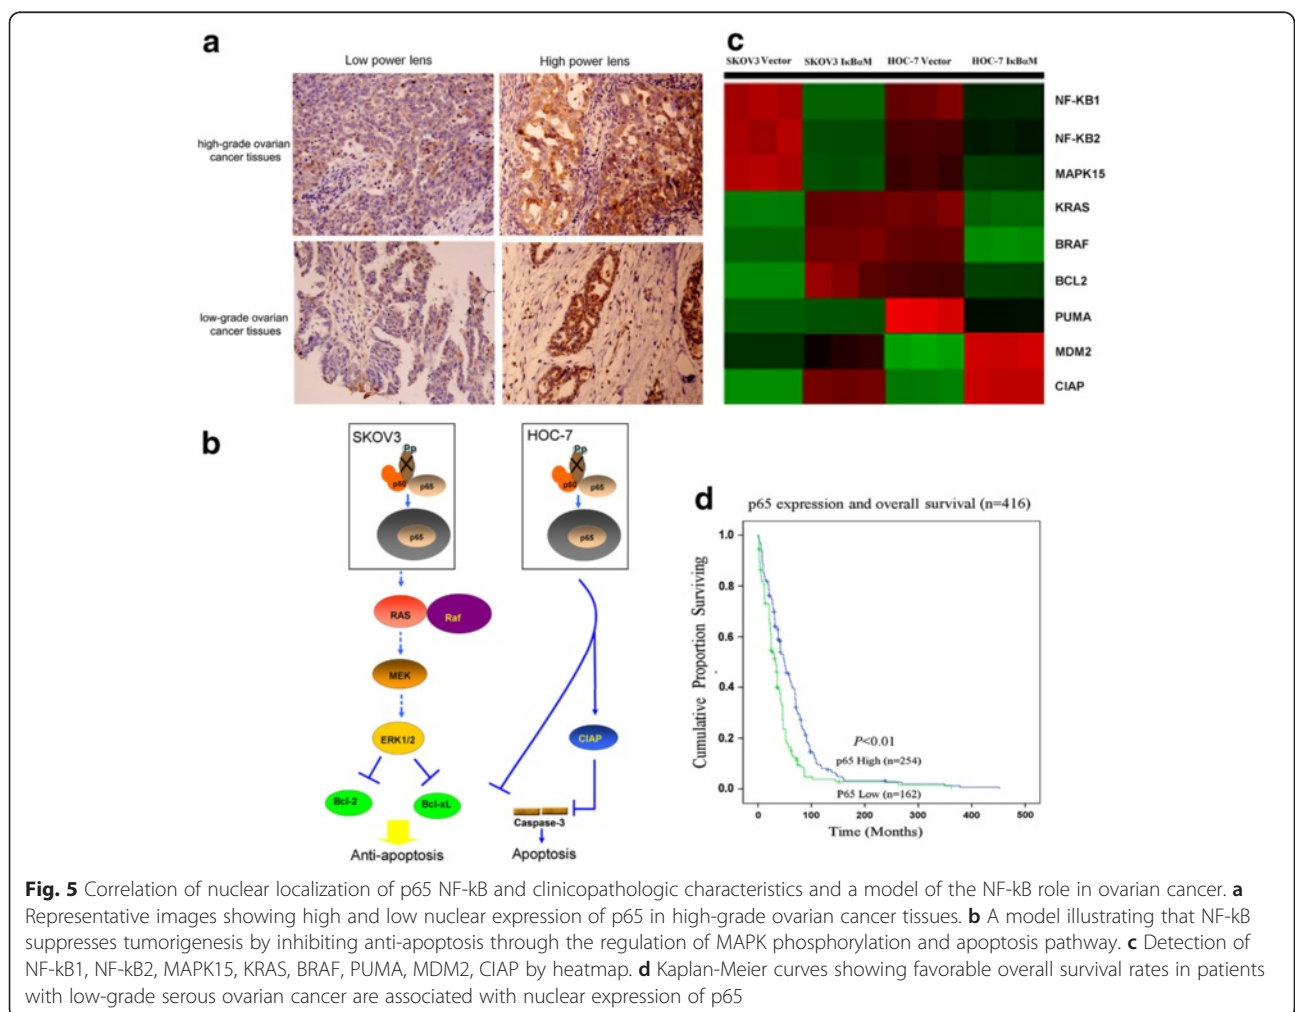 a
Low power lens
High power lens
high-grade ovarian
cancer tissues
low-grade ovarian
cancer tissues
c
SKOV3 Vector
SKOV3 IκBαM
HOC-7 Vector
HOC-7 IκBαM
NF-KB1
NF-KB2
MAPK15
KRAS
BRAF
BCL2
PUMA
MDM2
CIAP
b
SKOV3
Pp
p50
p65
p65
RAS
Raf
MEK
ERK1/2
Bcl-2
Bcl-xL
Anti-apoptosis
HOC-7
Pp
p50
p65
p65
CIAP
Caspase-3
Apoptosis
d
p65 expression and overall survival (n=416)
Cumulative Proportion Surviving
1.0
0.8
0.6
0.4
0.2
0.0
P<0.01
p65 High (n=254)
P65 Low (n=162)
0
100
200
300
400
500
Time (Months)
Fig. 5 Correlation of nuclear localization of p65 NF-kB and clinicopathologic characteristics and a model of the NF-kB role in ovarian cancer. a
Representative images showing high and low nuclear expression of p65 in high-grade ovarian cancer tissues. b A model illustrating that NF-kB
suppresses tumorigenesis by inhibiting anti-apoptosis through the regulation of MAPK phosphorylation and apoptosis pathway. c Detection of
NF-kB1, NF-kB2, MAPK15, KRAS, BRAF, PUMA, MDM2, CIAP by heatmap. d Kaplan-Meier curves showing favorable overall survival rates in patients
with low-grade serous ovarian cancer are associated with nuclear expression of p65